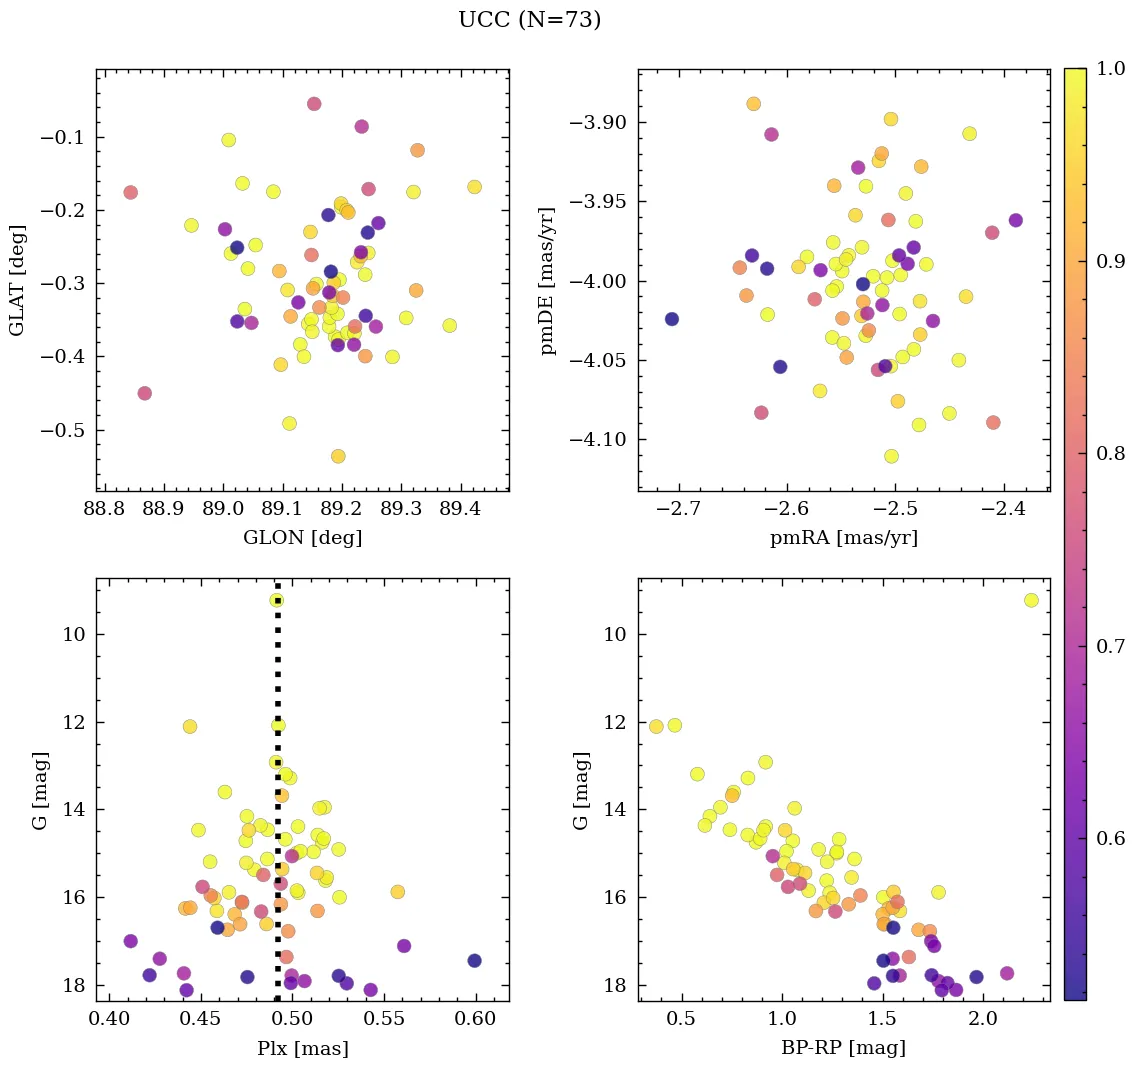 UCC (N=73)
−0.1
−0.2
−0.3
−0.4
−0.5
GLAT [deg]
88.8 88.9 89.0 89.1 89.2 89.3 89.4
GLON [deg]
−3.90
−3.95
−4.00
−4.05
−4.10
pmDE [mas/yr]
−2.7 −2.6 −2.5 −2.4
pmRA [mas/yr]
10
12
14
16
18
G [mag]
0.40 0.45 0.50 0.55 0.60
Plx [mas]
10
12
14
16
18
G [mag]
0.5 1.0 1.5 2.0
BP-RP [mag]
1.0
0.9
0.8
0.7
0.6